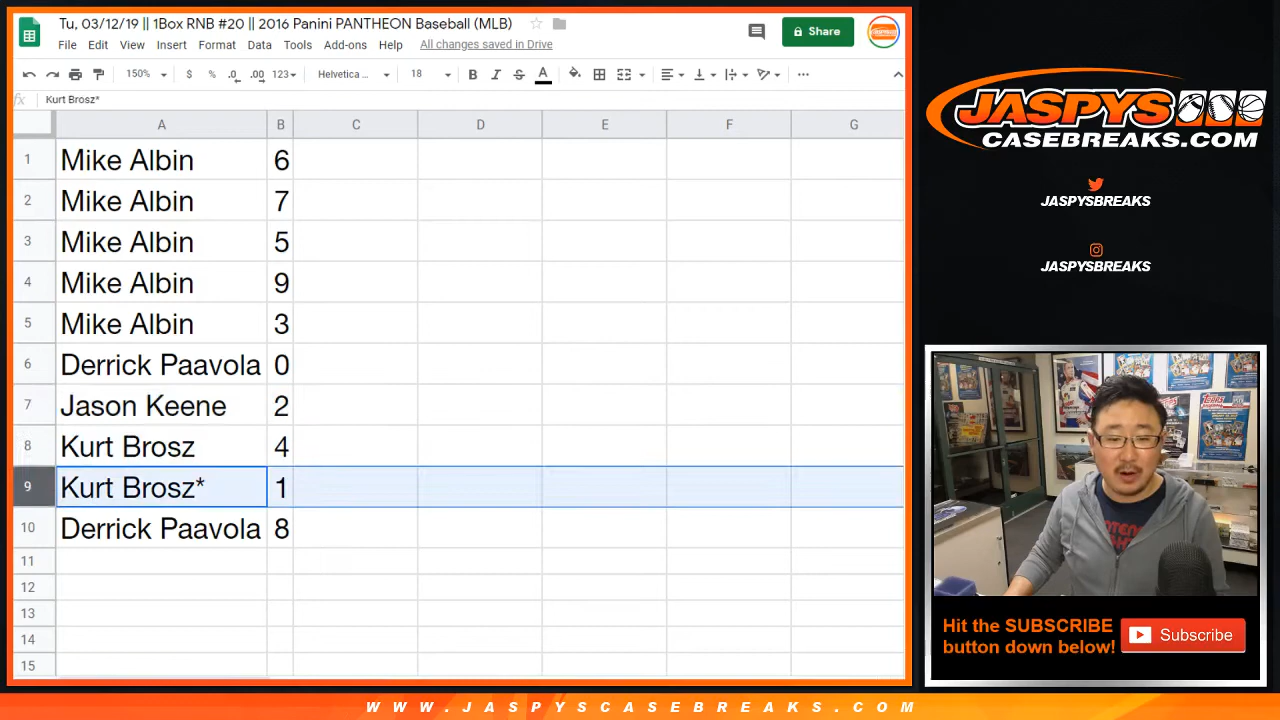 Tu, 03/12/19 || 1Box RNB #20 || 2016 Panini PANTHEON Baseball (MLB)
File Edit View Insert Format Data Tools Add-ons Help All changes saved in Drive
Share
150% $ % .0 .00 123 Helvetica ... 18 B I S A
fx Kurt Brosz*
A B C D E F G
1 Mike Albin 6
2 Mike Albin 7
3 Mike Albin 5
4 Mike Albin 9
5 Mike Albin 3
6 Derrick Paavola 0
7 Jason Keene 2
8 Kurt Brosz 4
9 Kurt Brosz* 1
10 Derrick Paavola 8
11
12
13
14
15
JASPYS
CASEBREAKS.COM
JASPYSBREAKS
JASPYSBREAKS
Hit the SUBSCRIBE
button down below!
Subscribe
WWW.JASPYSCASEBREAKS.COM